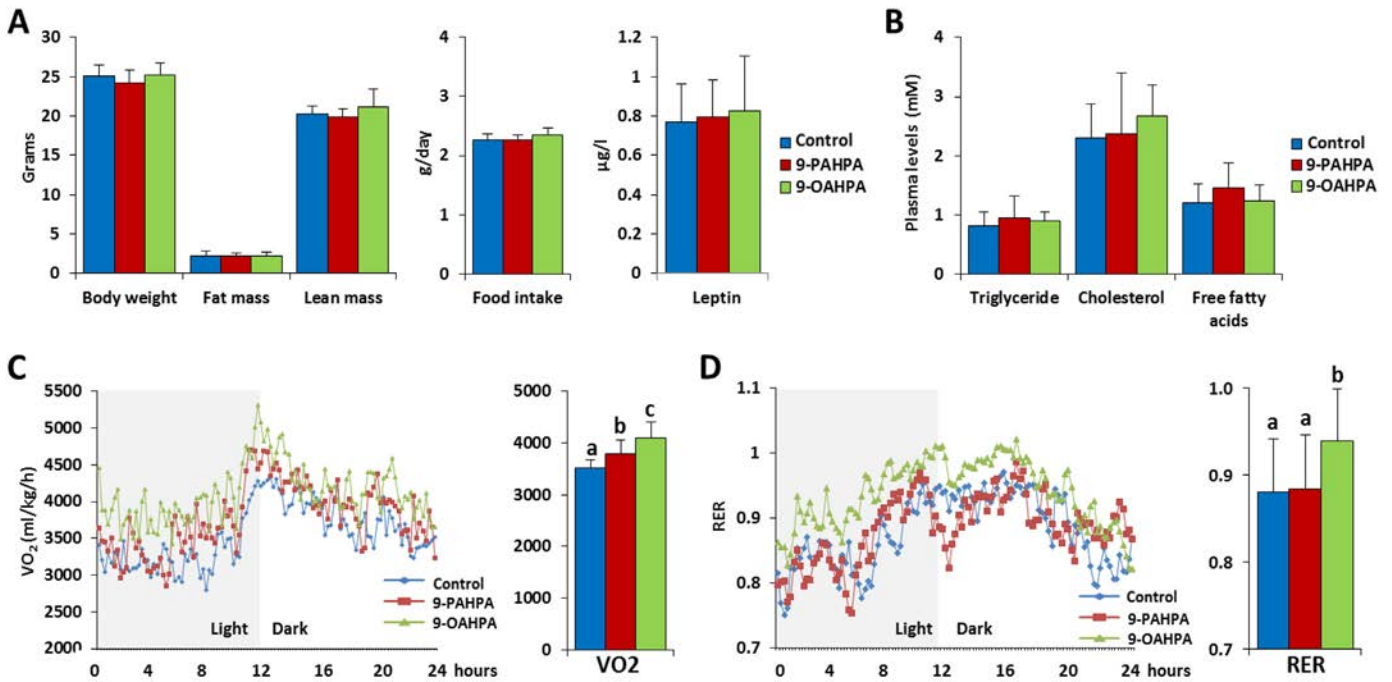 A
30
25
20
15
10
5
0
Grams
Body weight
Fat mass
Lean mass
4
3
2
1
0
g/day
Food intake
1.2
1
0.8
0.6
0.4
0.2
0
µg/l
Leptin
Control
9-PAHPA
9-OAHPA
B
4
3
2
1
0
Plasma levels (mM)
Triglyceride
Cholesterol
Free fatty
acids
Control
9-PAHPA
9-OAHPA
C
5500
5000
4500
4000
3500
3000
2500
2000
VO2 (ml/kg/h)
Control
9-PAHPA
9-OAHPA
Light
Dark
0 4 8 12 16 20 24 hours
5000
4000
3000
2000
1000
0
a
b
c
VO2
D
1.1
1
0.9
0.8
0.7
RER
Control
9-PAHPA
9-OAHPA
Light
Dark
0 4 8 12 16 20 24 hours
1.0
0.9
0.8
0.7
a
a
b
RER